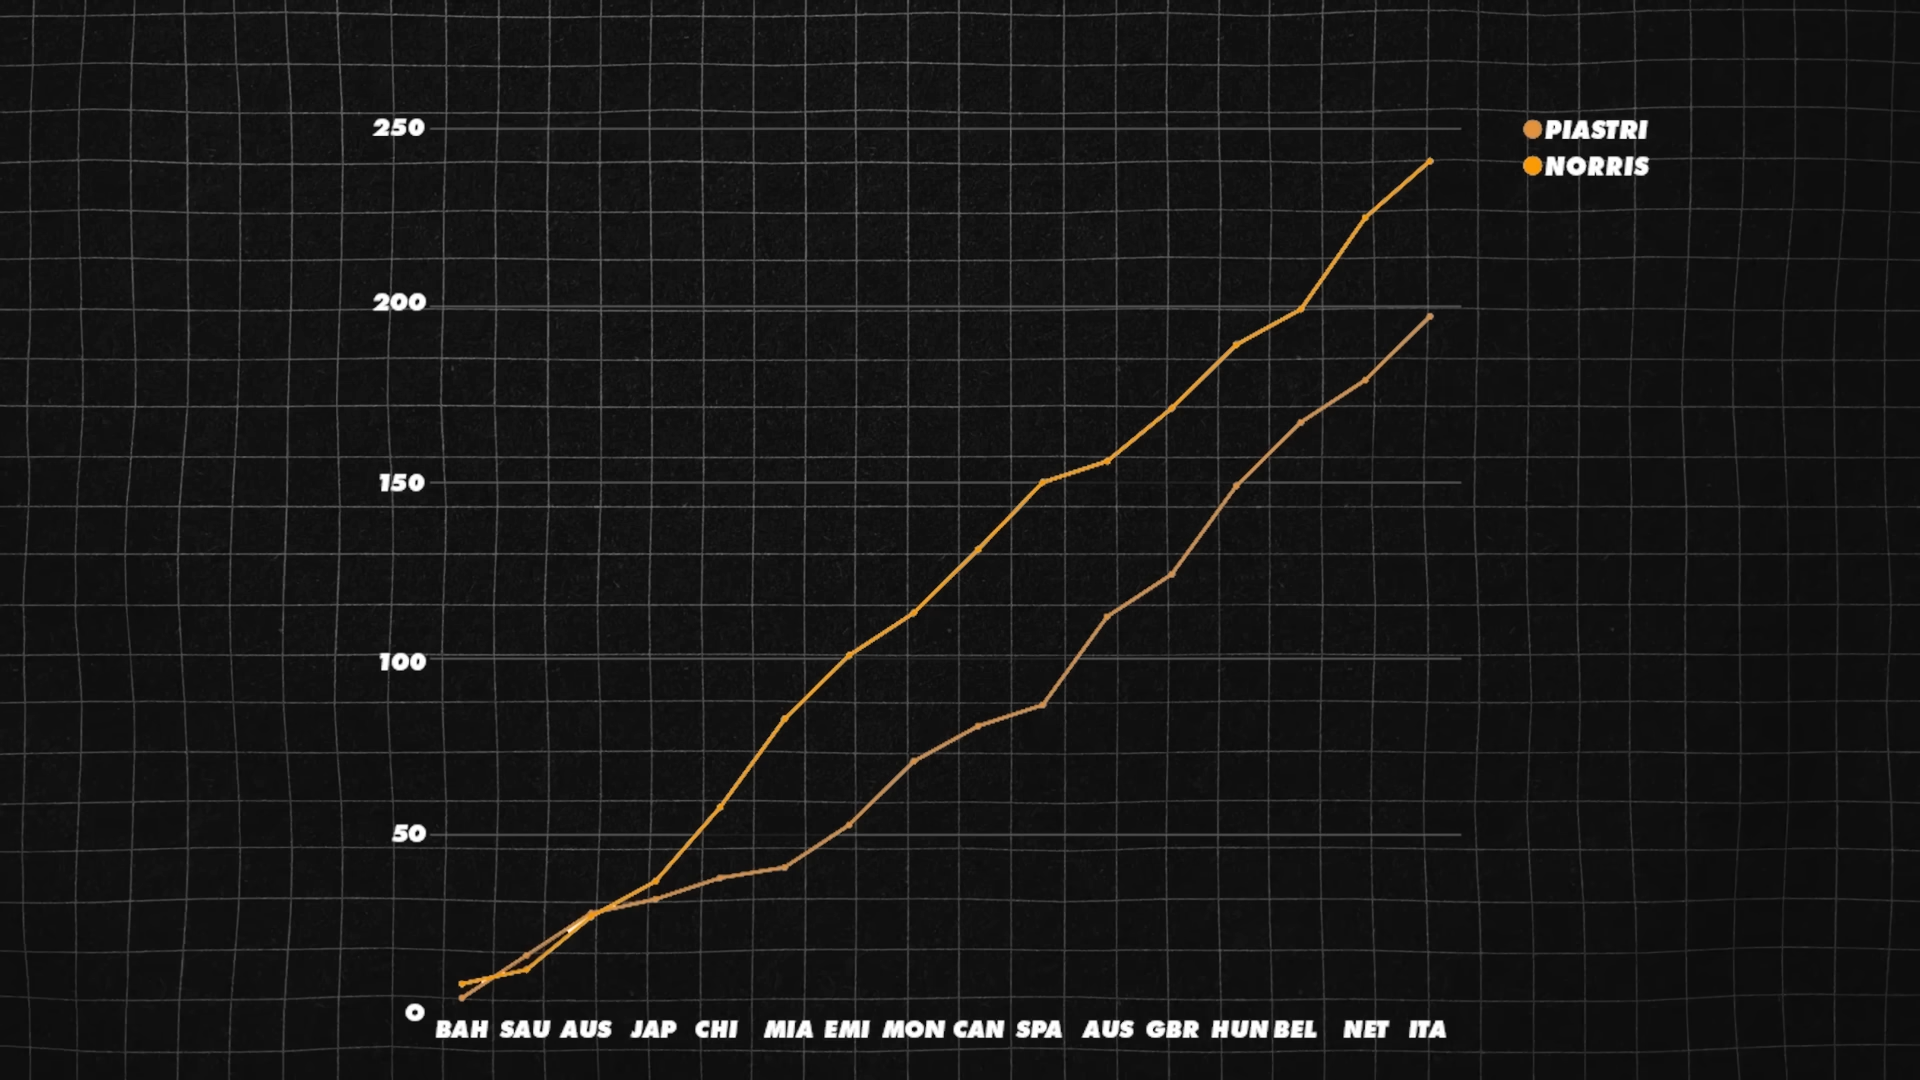 250
PIASTRI
NORRIS
200
150
100
50
0
BAH SAU AUS JAP CHI MIA EMI MON CAN SPA AUS GBR HUN BEL NET ITA